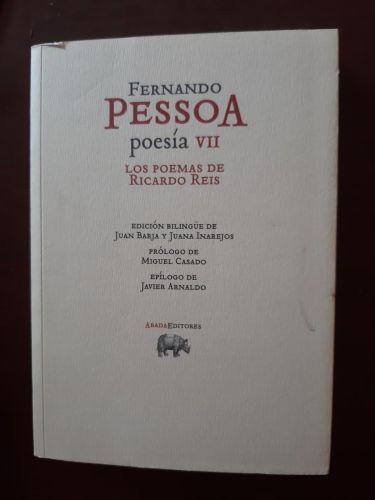 Fernando
Pessoa
poesía VII
Los poemas de
Ricardo Reis
Edición bilingüe de
Juan Barja y Juana Inarejos
Prólogo de
Miguel Casado
Epílogo de
Javier Arnaldo
AbadaEditores